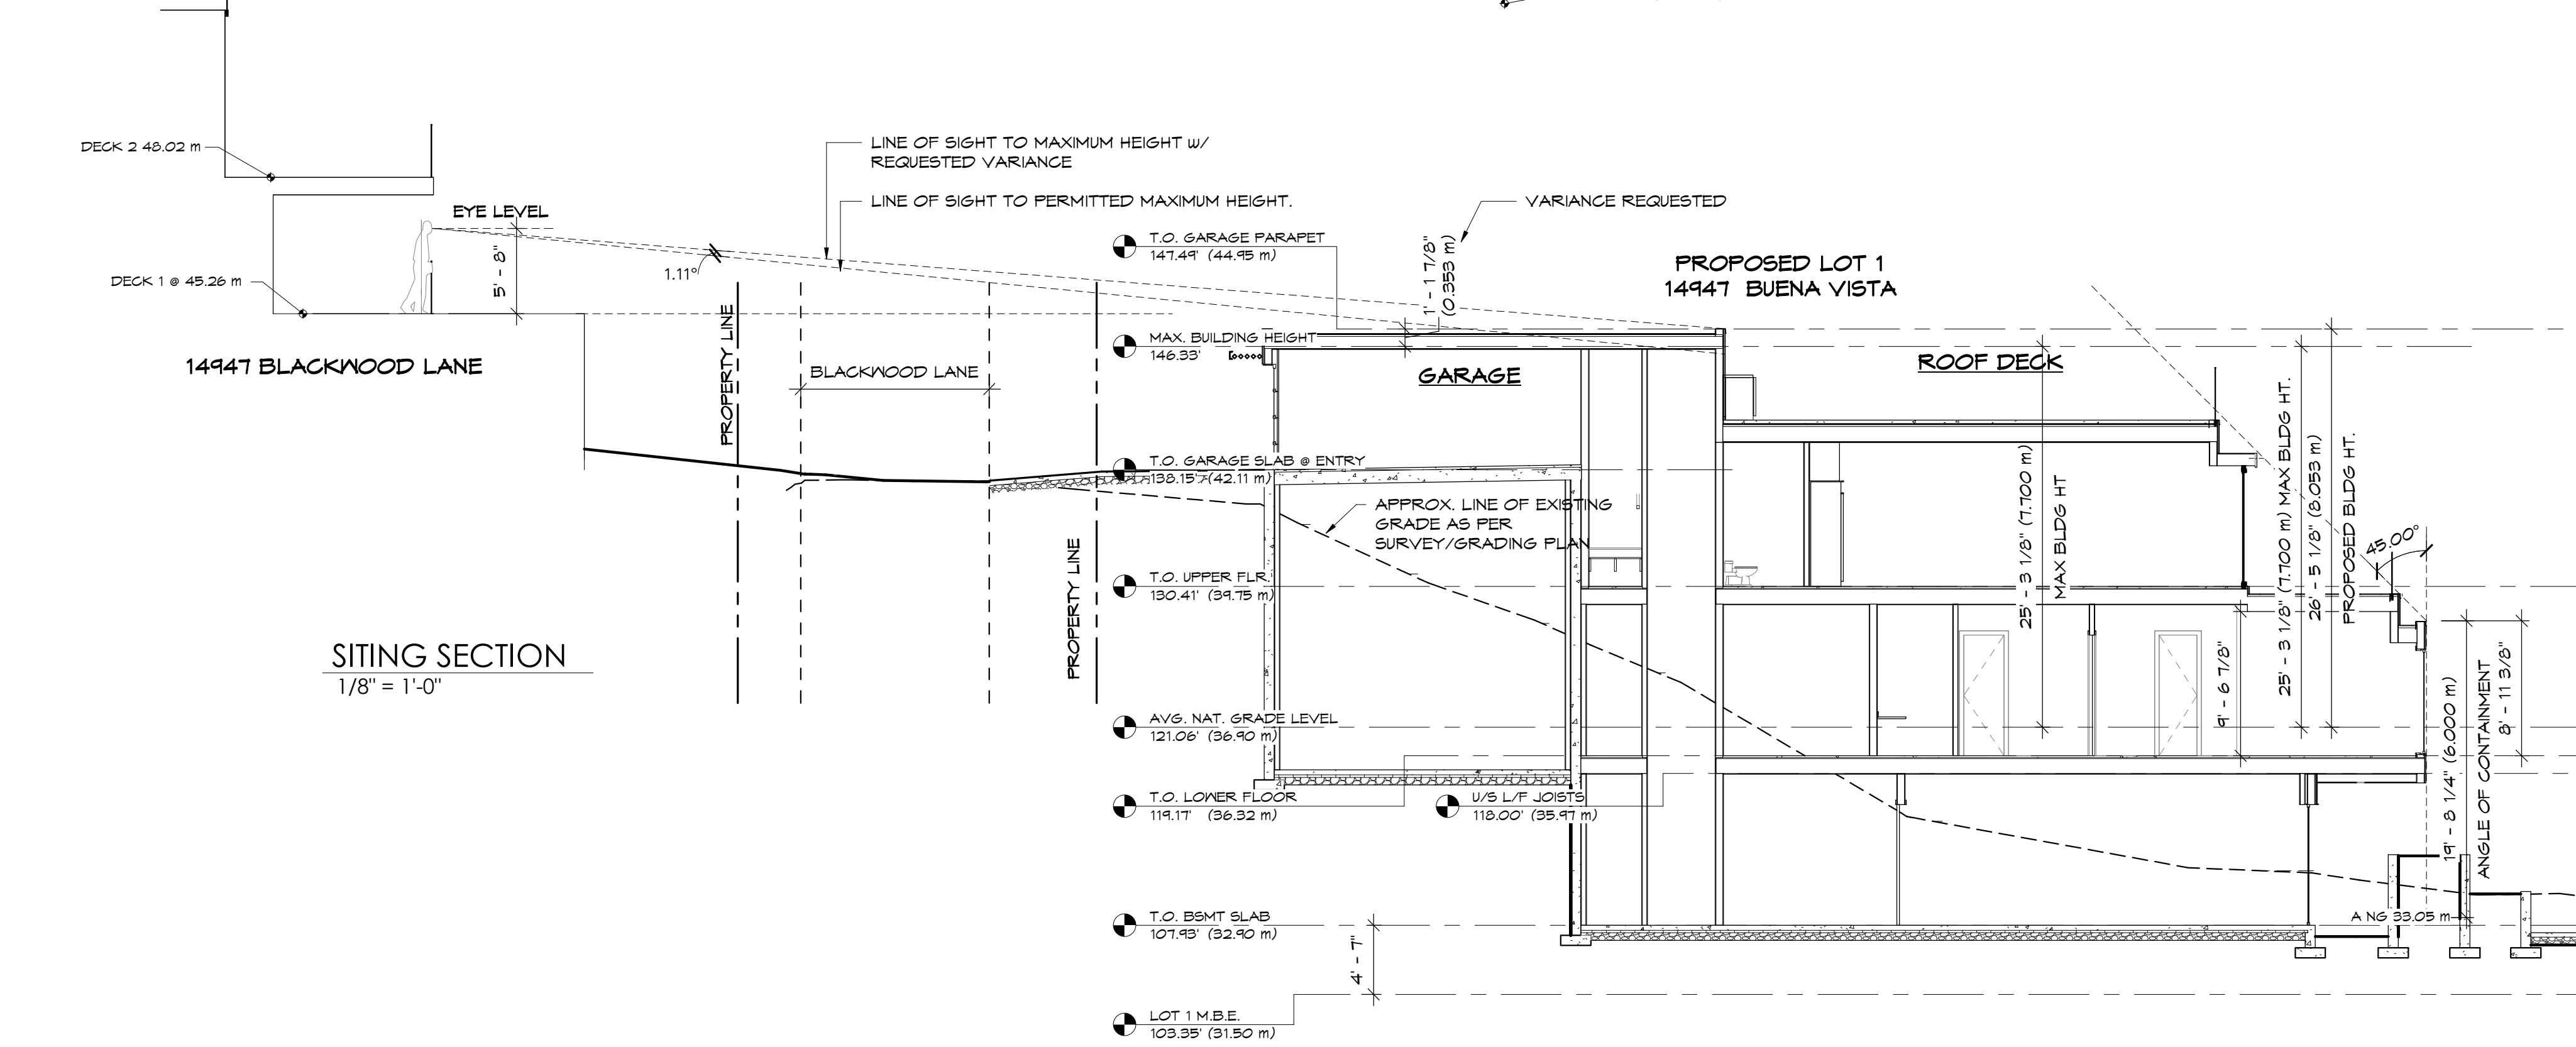 DECK 2 48.02 m
EYE LEVEL
5' - 8"
DECK 1 @ 45.26 m
14947 BLACKWOOD LANE
1.11°
LINE OF SIGHT TO MAXIMUM HEIGHT w/
REQUESTED VARIANCE
LINE OF SIGHT TO PERMITTED MAXIMUM HEIGHT.
PROPERTY LINE
BLACKWOOD LANE
PROPERTY LINE
SITING SECTION
1/8" = 1'-0"
T.O. GARAGE PARAPET
147.49' (44.95 m)
MAX. BUILDING HEIGHT
146.33'
T.O. GARAGE SLAB @ ENTRY
138.15' (42.11 m)
T.O. UPPER FLR.
130.41' (39.75 m)
AVG. NAT. GRADE LEVEL
121.06' (36.90 m)
T.O. LOWER FLOOR
119.17' (36.32 m)
U/S L/F JOISTS
118.00' (35.97 m)
T.O. BSMT SLAB
107.93' (32.90 m)
4' - 7"
LOT 1 M.B.E.
103.35' (31.50 m)
1' - 1 7/8"
(0.353 m)
VARIANCE REQUESTED
PROPOSED LOT 1
14947 BUENA VISTA
GARAGE
ROOF DECK
APPROX. LINE OF EXISTING
GRADE AS PER
SURVEY/GRADING PLAN
25' - 3 1/8" (7.700 m)
MAX BLDG HT
25' - 3 1/8" (7.700 m) MAX BLDG HT.
26' - 5 1/8" (8.053 m)
PROPOSED BLDG HT.
45.00°
9' - 6 7/8"
19' - 8 1/4" (6.000 m)
ANGLE OF CONTAINMENT
8' - 11 3/8"
A NG 33.05 m